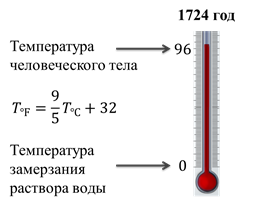 1724 год
Температура
человеческого тела
96
T°F = 9/5 T°C + 32
Температура
замерзания
раствора воды
0